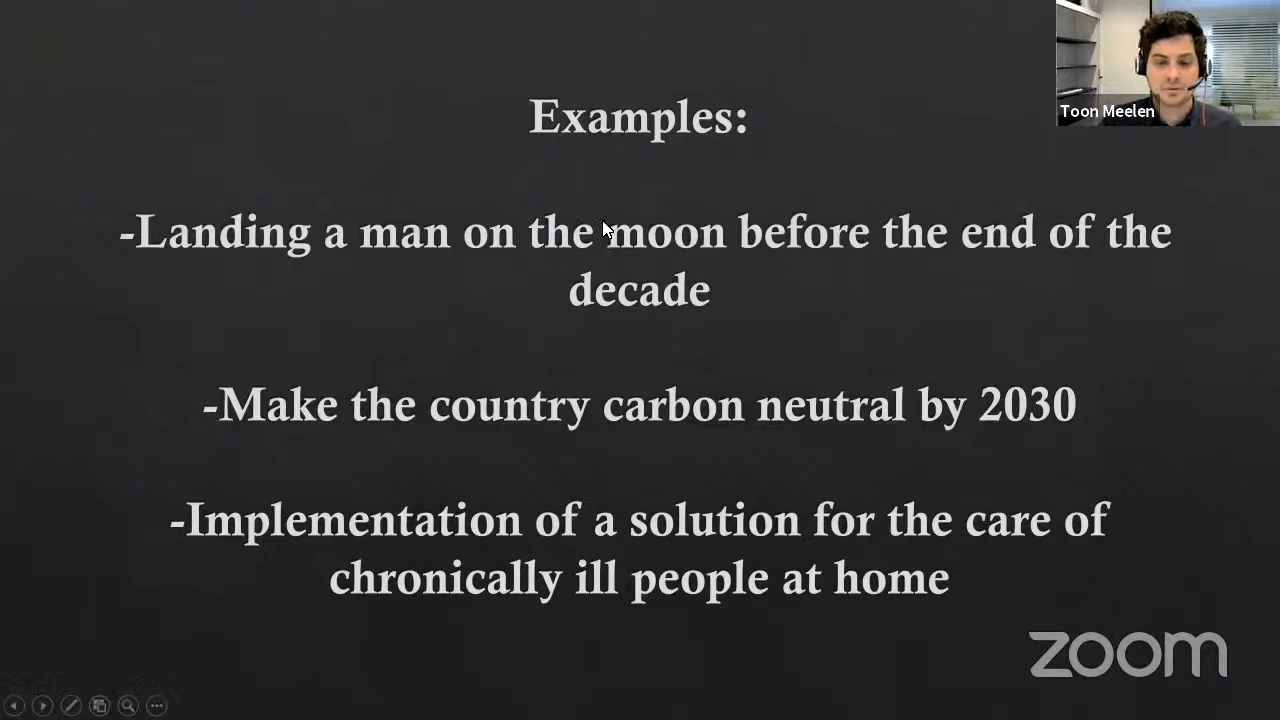 Toon Meelen
Examples:
-Landing a man on the moon before the end of the
decade
-Make the country carbon neutral by 2030
-Implementation of a solution for the care of
chronically ill people at home
zoom